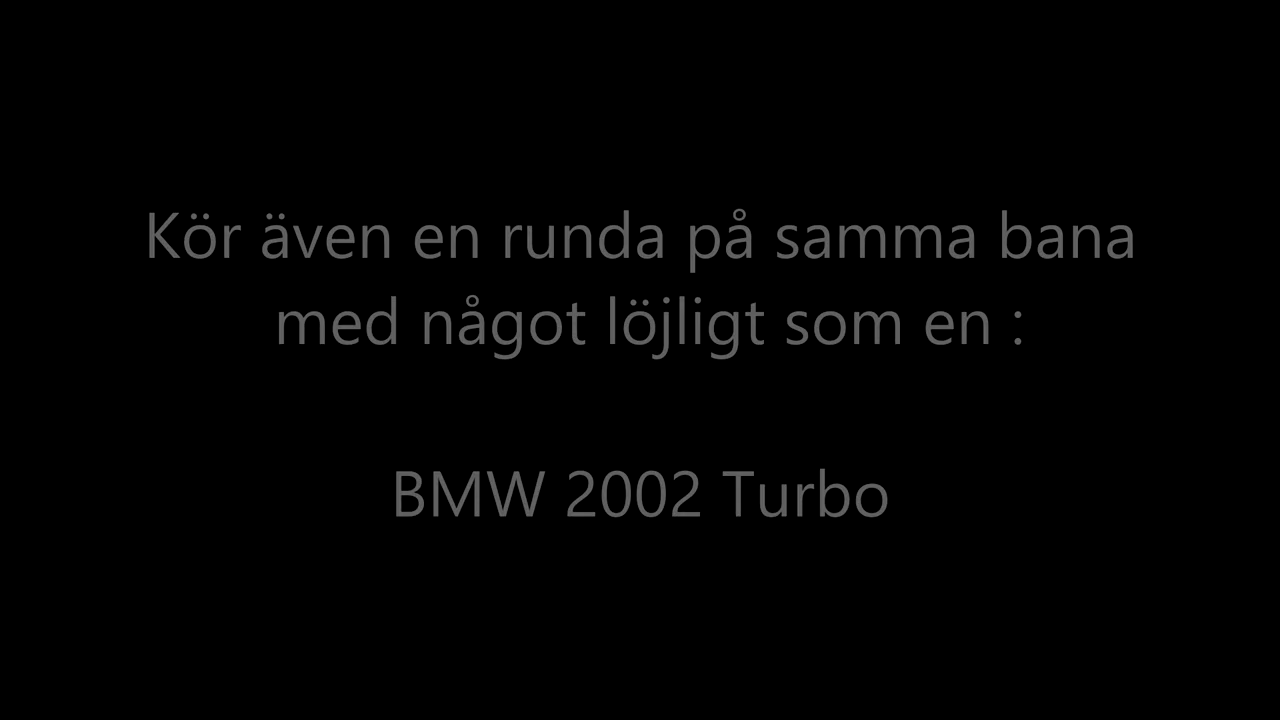 Kör även en runda på samma bana
med något löjligt som en :
BMW 2002 Turbo